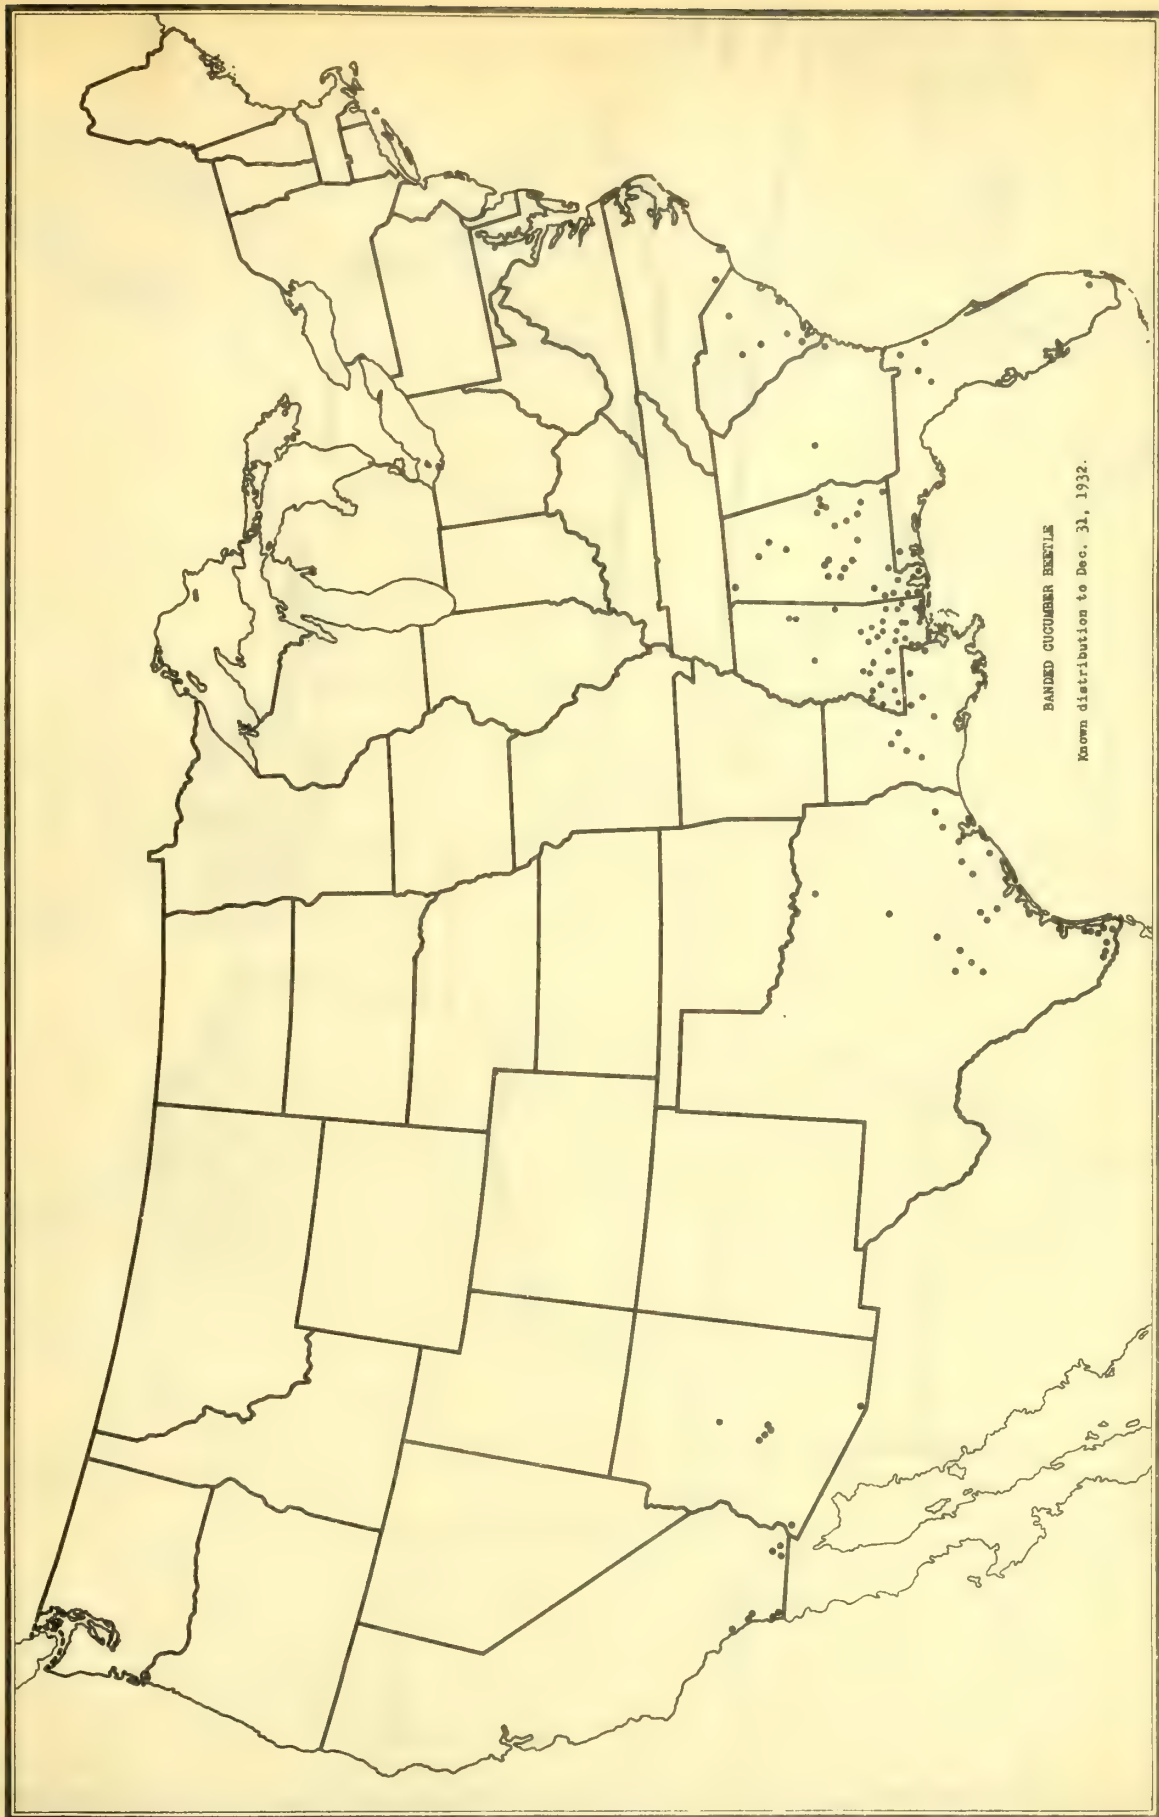 BANDED CUCUMBER BEETLE
Known distribution to Dec. 31, 1932.